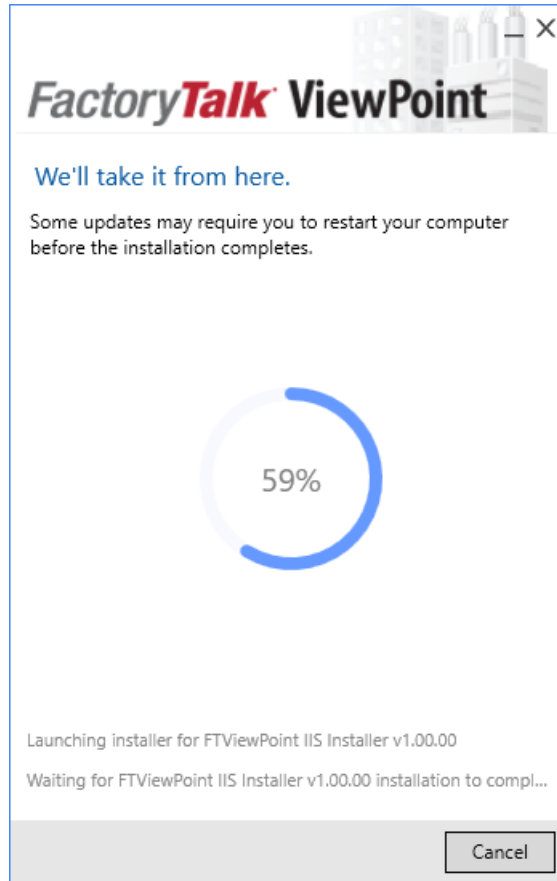 FactoryTalk ViewPoint
We'll take it from here.
Some updates may require you to restart your computer
before the installation completes.
59%
Launching installer for FTViewPoint IIS Installer v1.00.00
Waiting for FTViewPoint IIS Installer v1.00.00 installation to compl...
Cancel